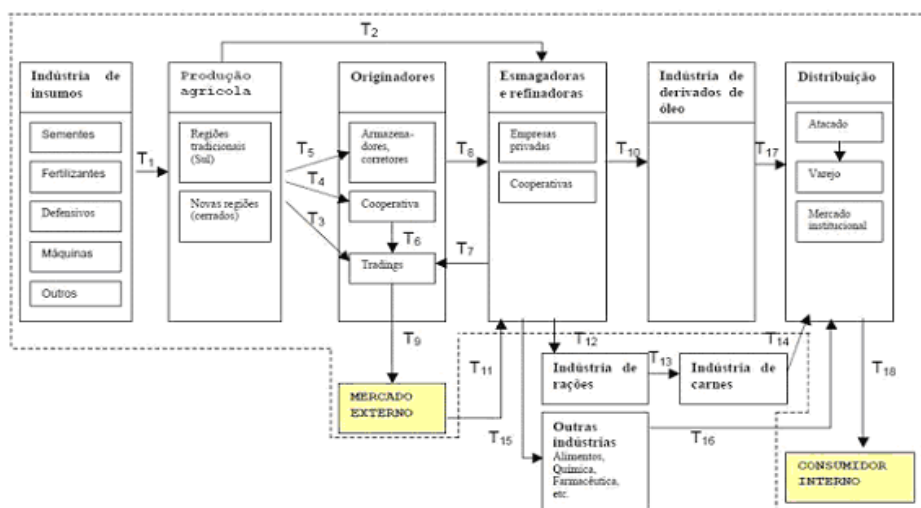 T2
Indústria de
insumos
Sementes
Fertilizantes
Defensivos
Máquinas
Outros
T1
Produção
agrícola
Regiões
tradicionais
(Sul)
Novas regiões
(cerrados)
T5
T4
T3
Originadores
Armazena-
dores,
corretores
Cooperativa
T6
Tradings
T8
T7
Esmagadoras
e refinadoras
Empresas
privadas
Cooperativas
T10
Indústria de
derivados de
óleo
T17
Distribuição
Atacado
Varejo
Mercado
institucional
T9
T11
T12
T13
T14
T18
MERCADO
EXTERNO
Indústria de
rações
Indústria de
carnes
T15
T16
Outras
indústrias
Alimentos,
Química,
Farmacêutica,
etc.
CONSUMIDOR
INTERNO